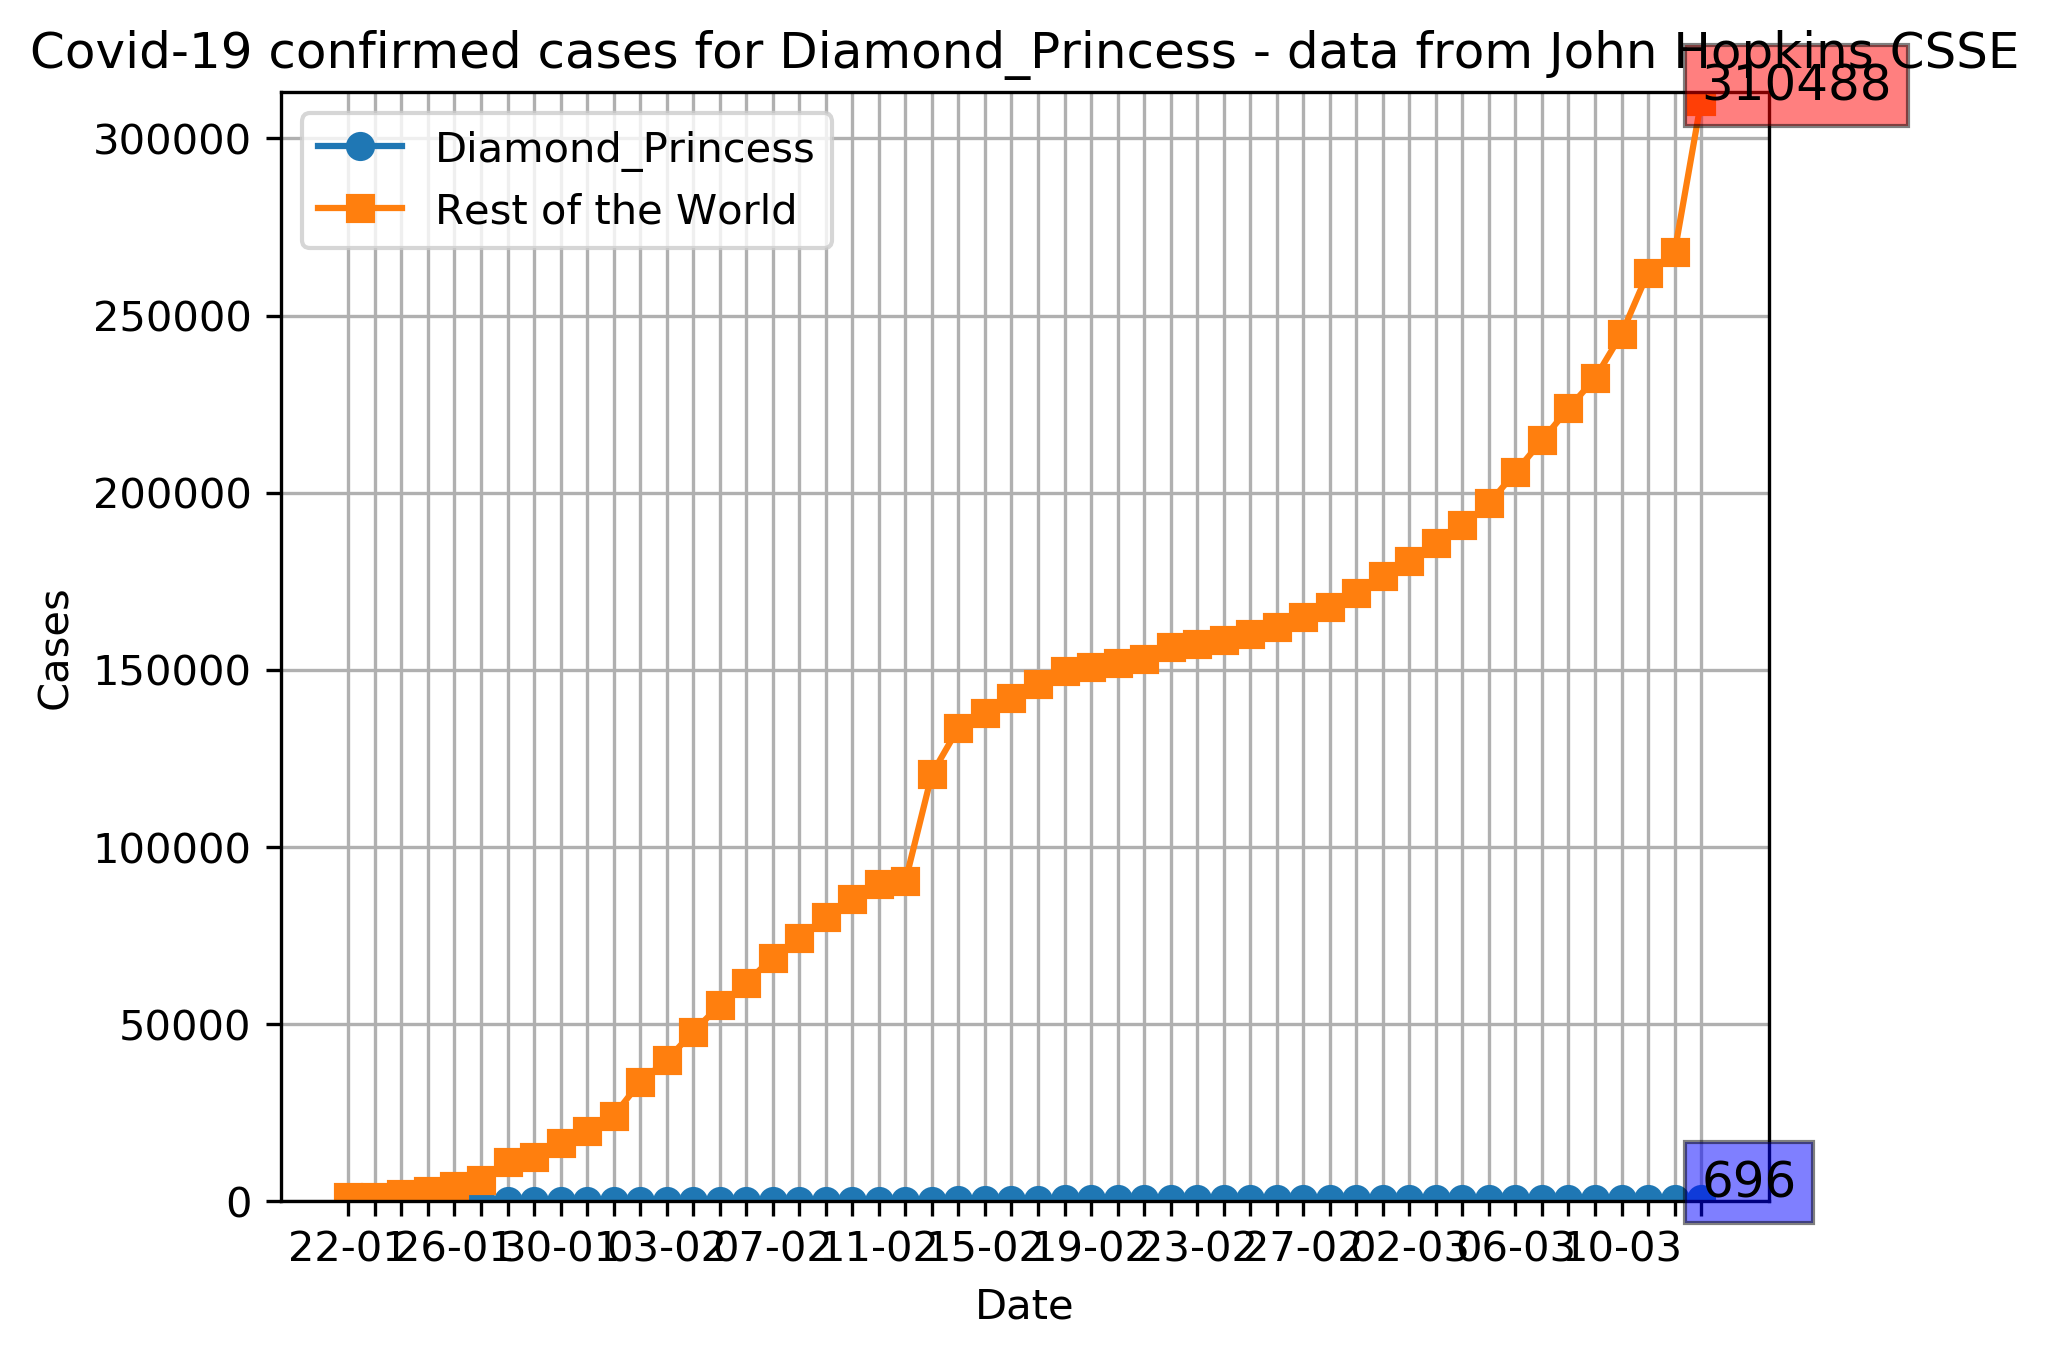 Covid-19 confirmed cases for Diamond_Princess - data from John Hopkins CSSE
310488
Diamond_Princess
Rest of the World
300000
250000
200000
150000
100000
50000
0
Cases
696
22-01 26-01 30-01 03-02 07-02 11-02 15-02 19-02 23-02 27-02 02-03 06-03 10-03
Date